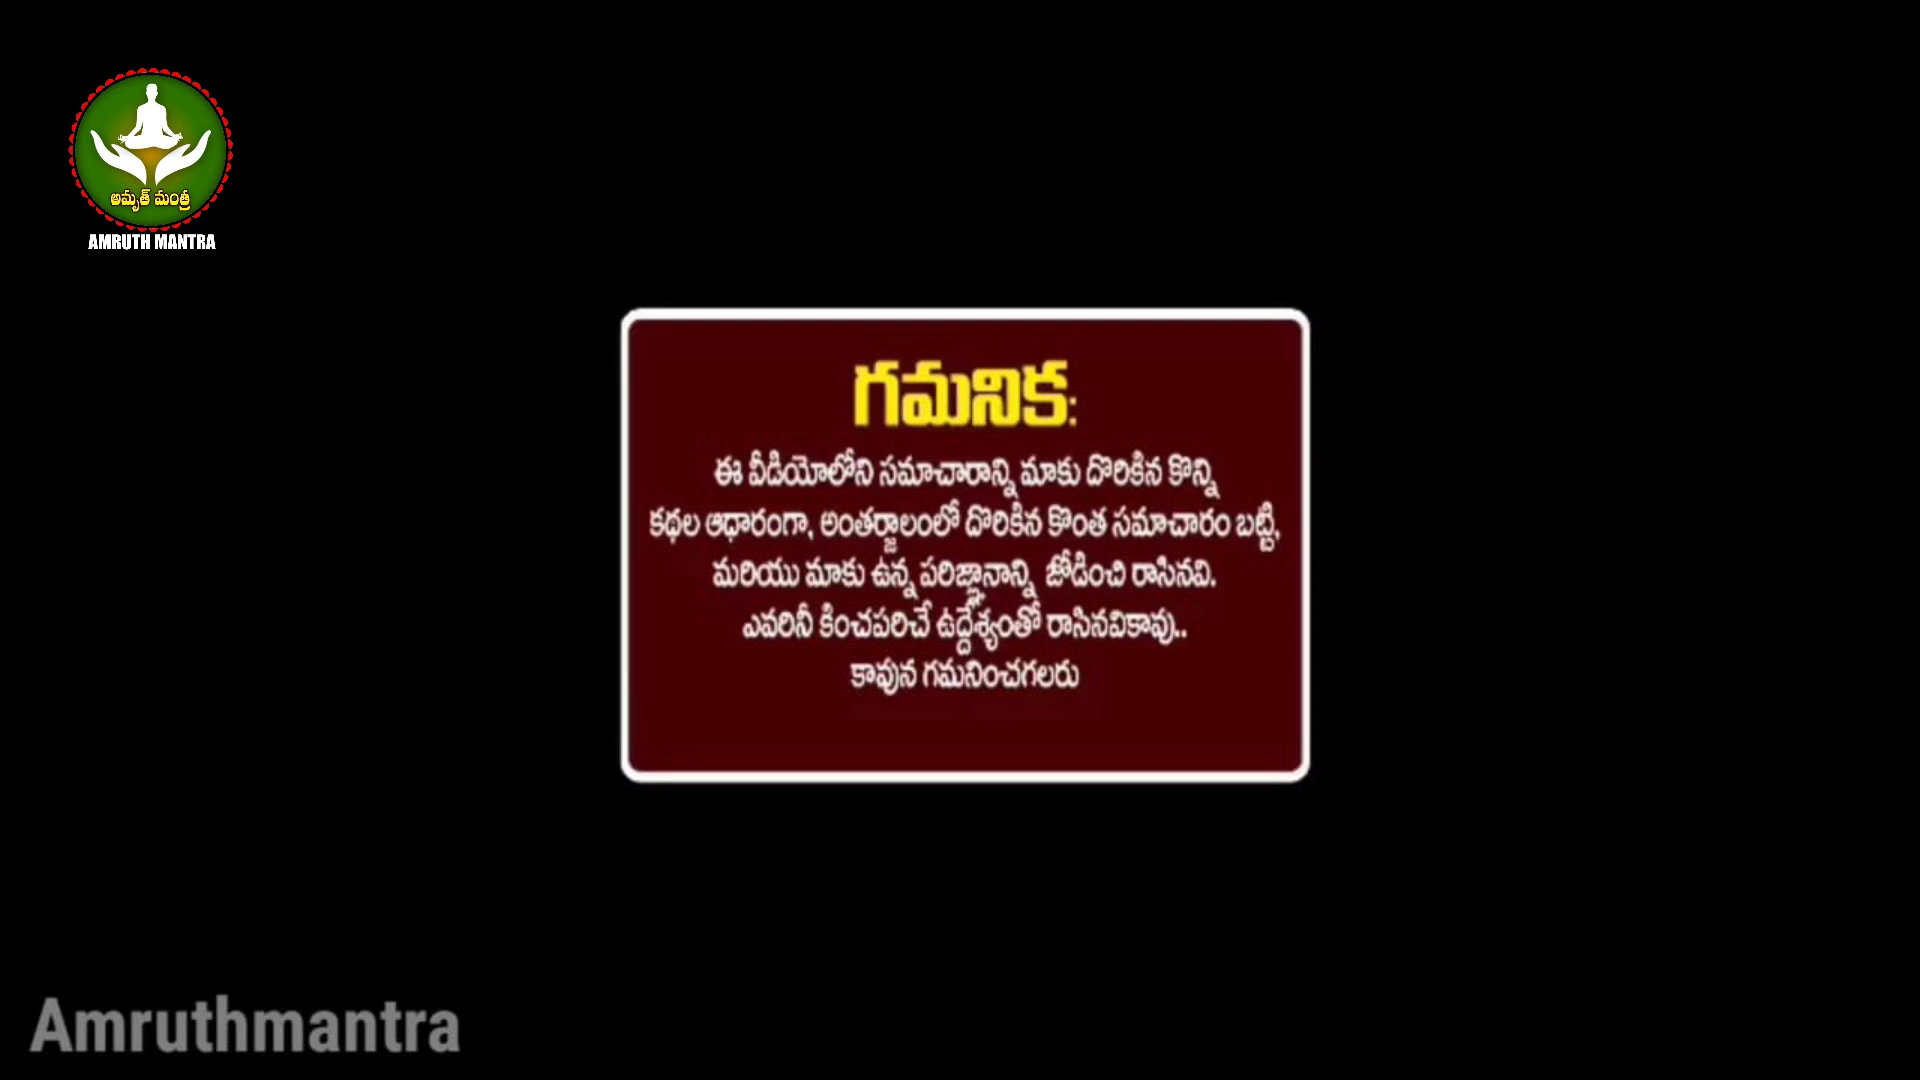 అమృత్ మంత్ర
AMRUTH MANTRA
గమనిక:
ఈ వీడియోలోని సమాచారాన్ని మాకు దొరికిన కొన్ని
కథల ఆధారంగా, అంతర్జాలంలో దొరికిన కొంత సమాచారం బట్టి,
మరియు మాకు ఉన్న పరిజ్ఞానాన్ని జోడించి రాసినవి.
ఎవరినీ కించపరిచే ఉద్దేశ్యంతో రాసినవికావు..
కావున గమనించగలరు
Amruthmantra